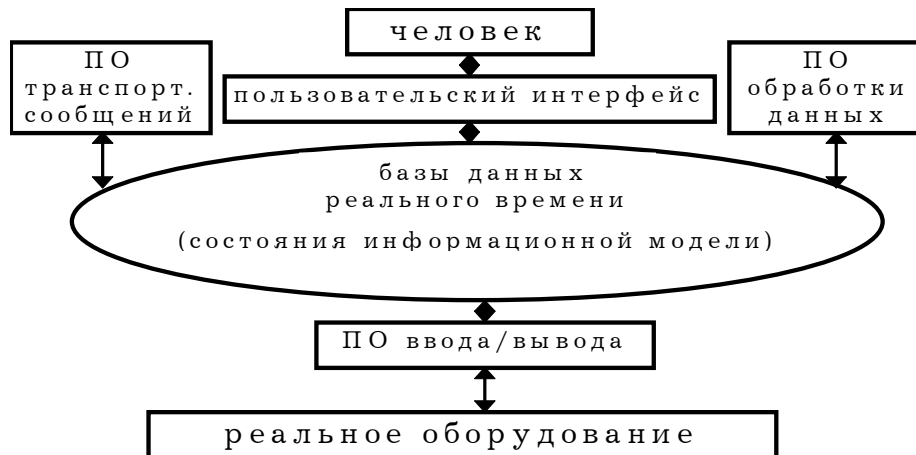 человек
ПО
транспорт.
сообщений
пользовательский интерфейс
ПО
обработки
данных
базы данных
реального времени
(состояния информационной модели)
ПО ввода/вывода
реальное оборудование